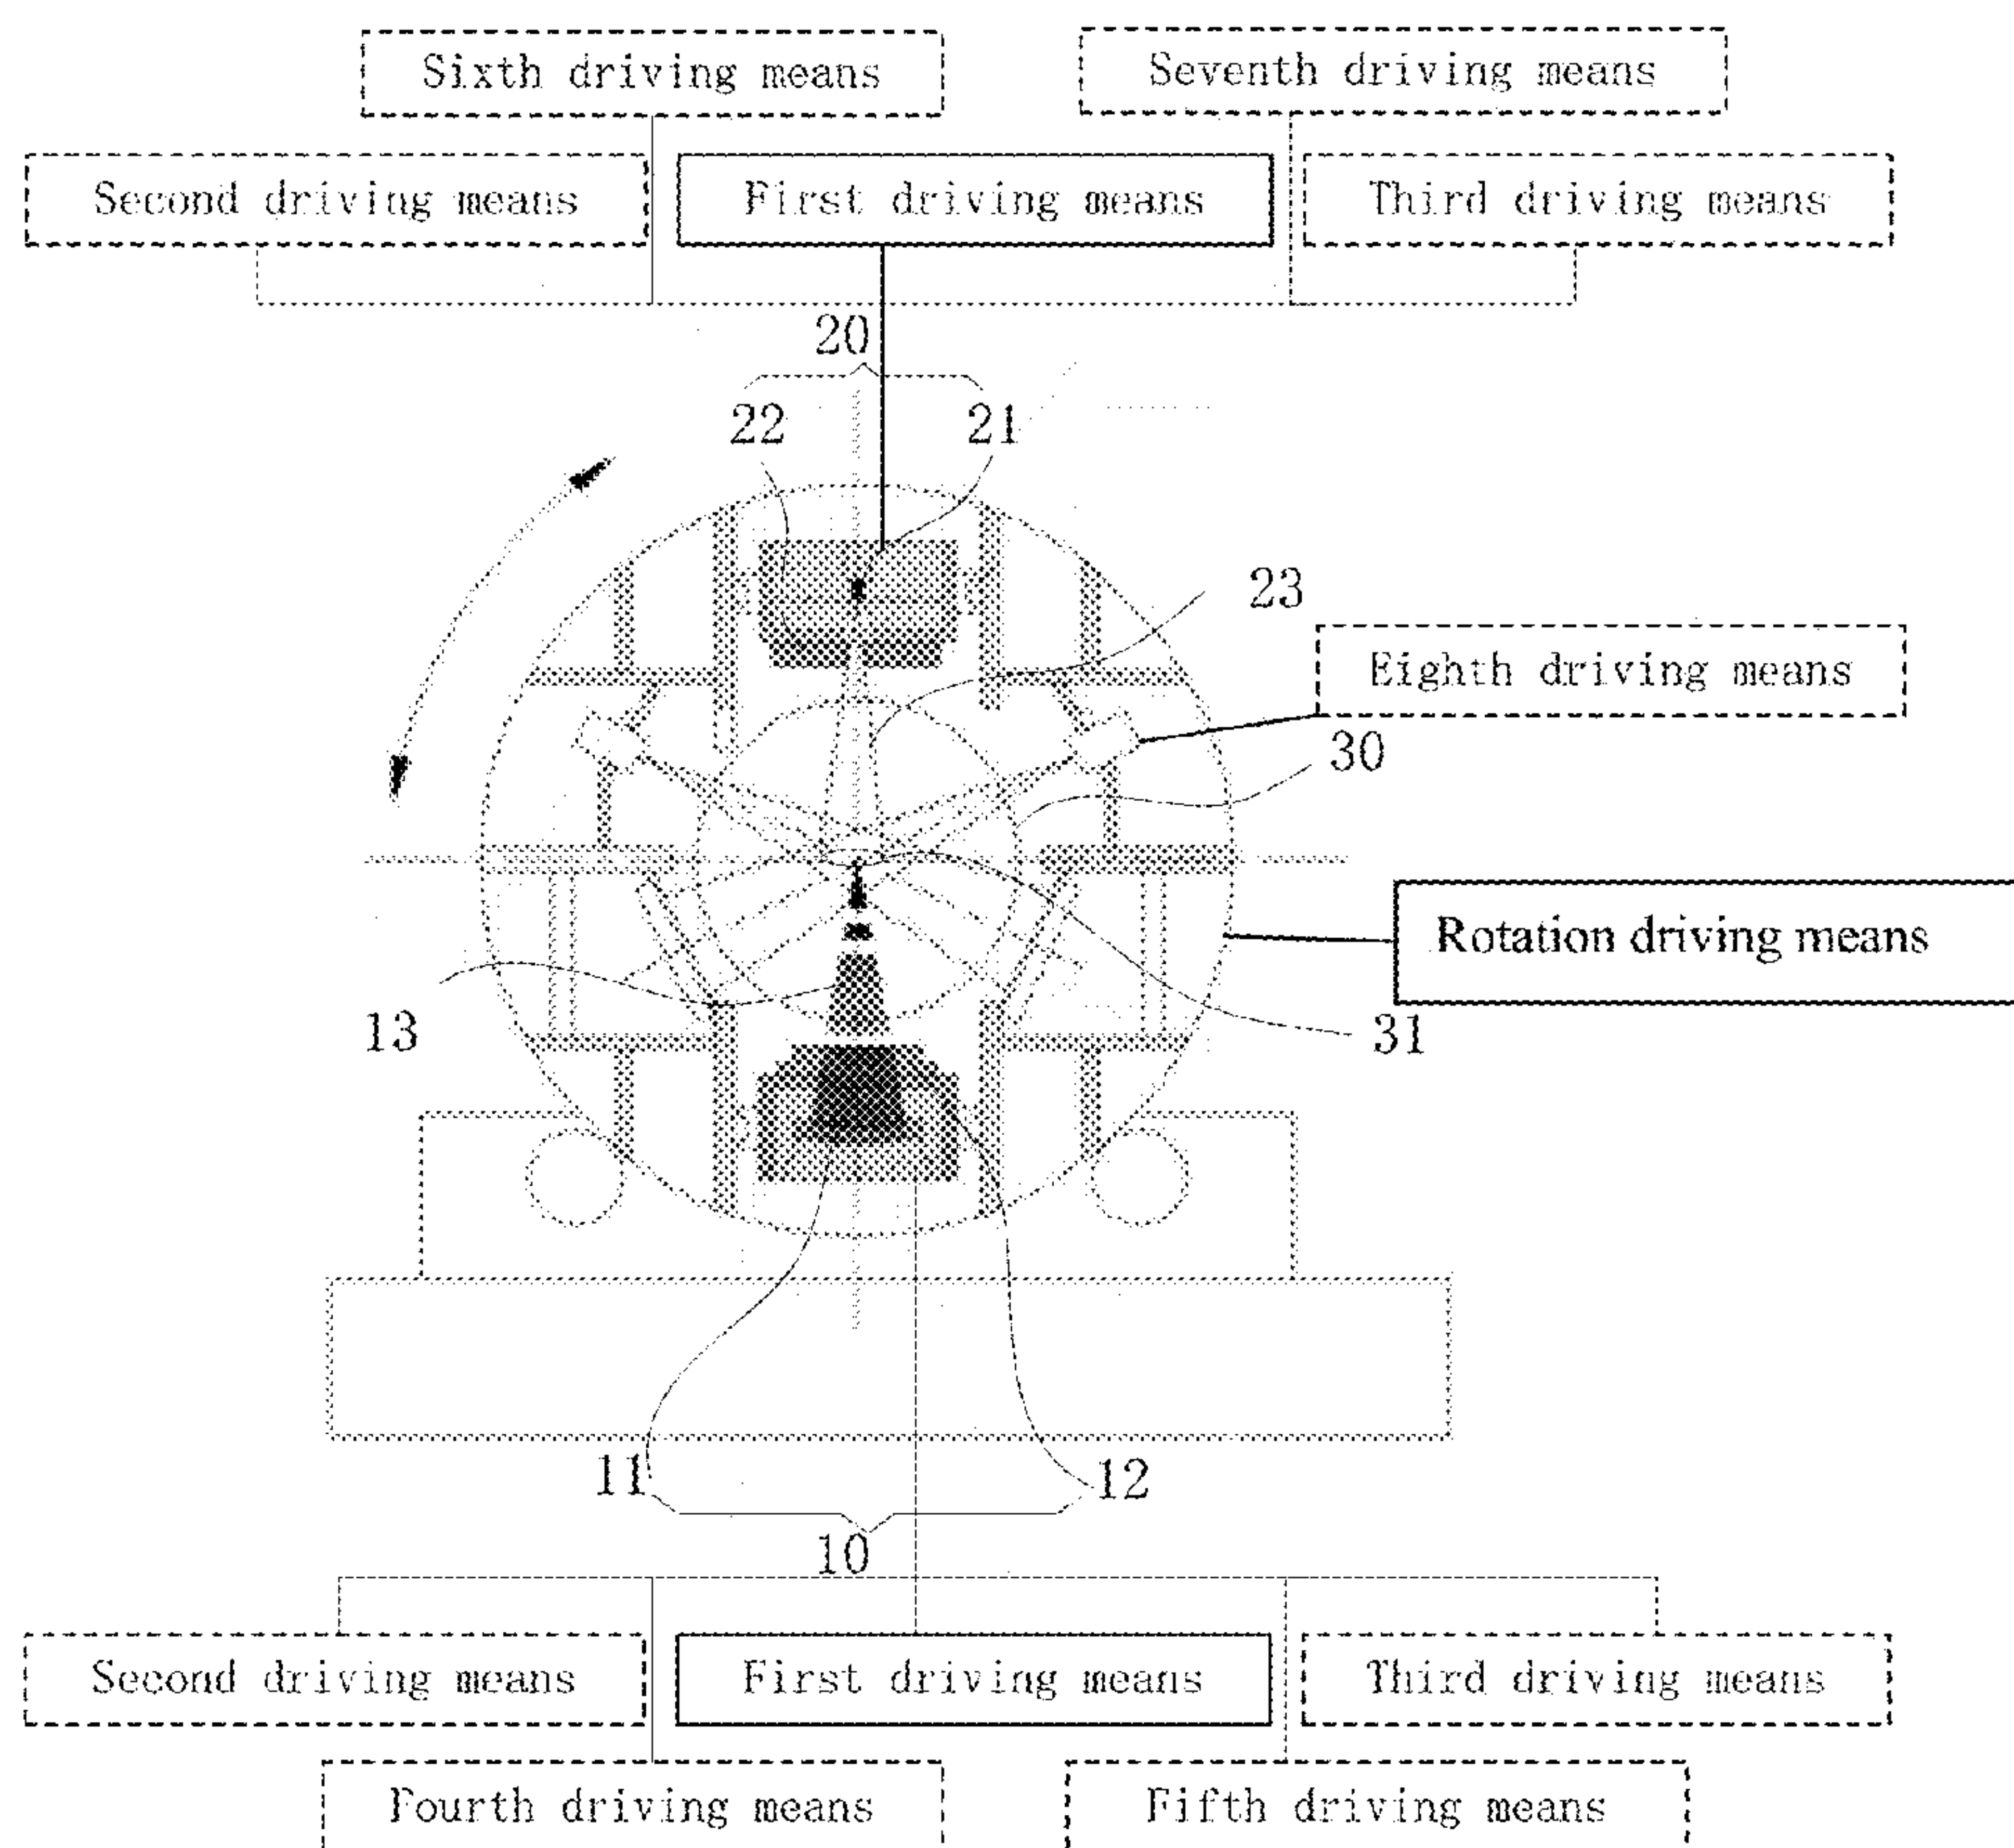 Sixth driving means
Seventh driving means
Second driving means
First driving means
Third driving means
20
22
21
23
Eighth driving means
30
Rotation driving means
13
31
11
12
10
Second driving means
First driving means
Third driving means
Fourth driving means
Fifth driving means